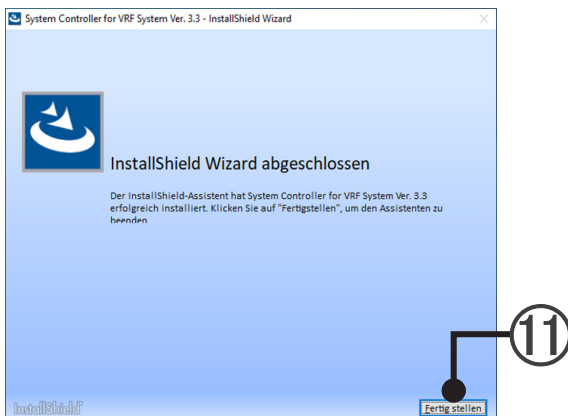 System Controller for VRF System Ver. 3.3 - InstallShield Wizard
InstallShield Wizard abgeschlossen
Der InstallShield-Assistent hat System Controller for VRF System Ver. 3.3
erfolgreich installiert. Klicken Sie auf "Fertigstellen", um den Assistenten zu
beenden
⑪
InstallShield
Fertig stellen